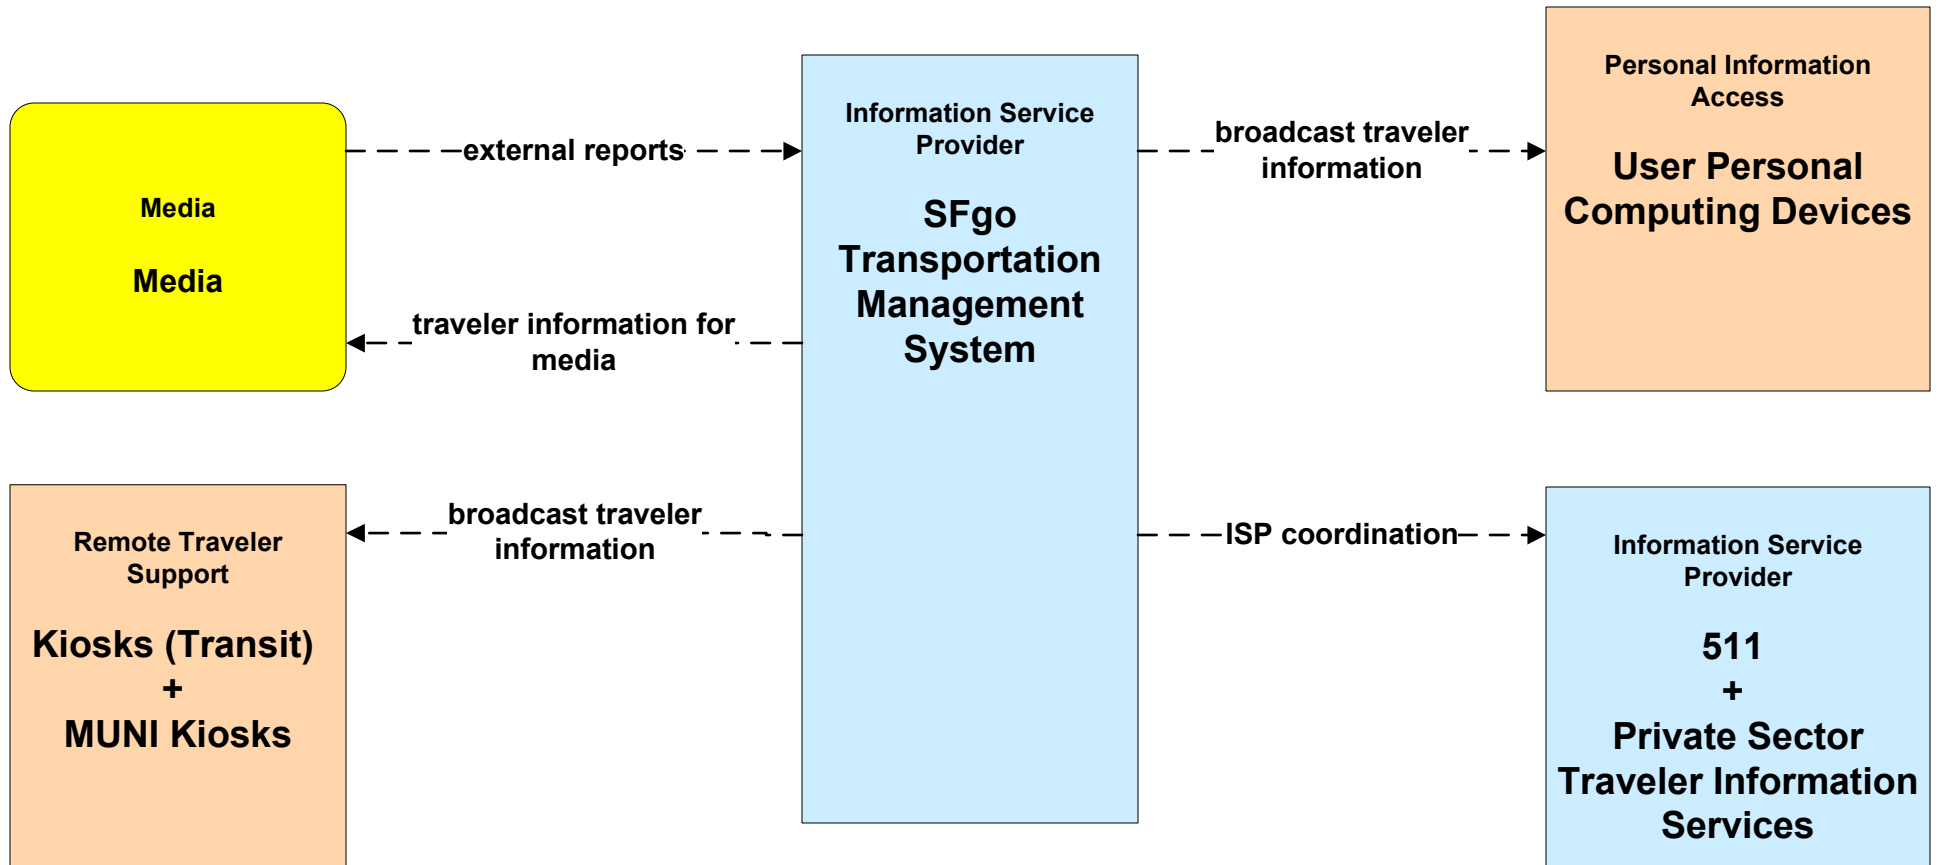 Media
Media
external reports
traveler information for
media
Information Service
Provider
SFgo
Transportation
Management
System
broadcast traveler
information
Personal Information
Access
User Personal
Computing Devices
Remote Traveler
Support
Kiosks (Transit)
+
MUNI Kiosks
broadcast traveler
information
ISP coordination
Information Service
Provider
511
+
Private Sector
Traveler Information
Services